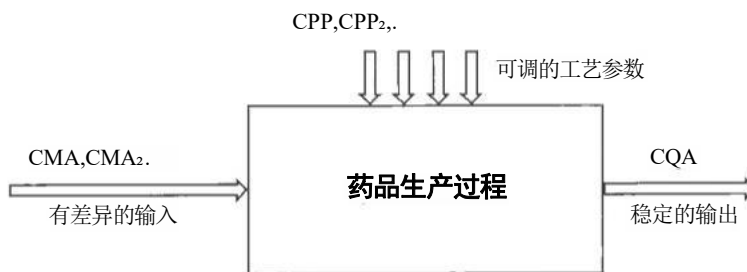 CPP,CPP₂,.
可调的工艺参数
CMA,CMA₂.
药品生产过程
CQA
有差异的输入
稳定的输出